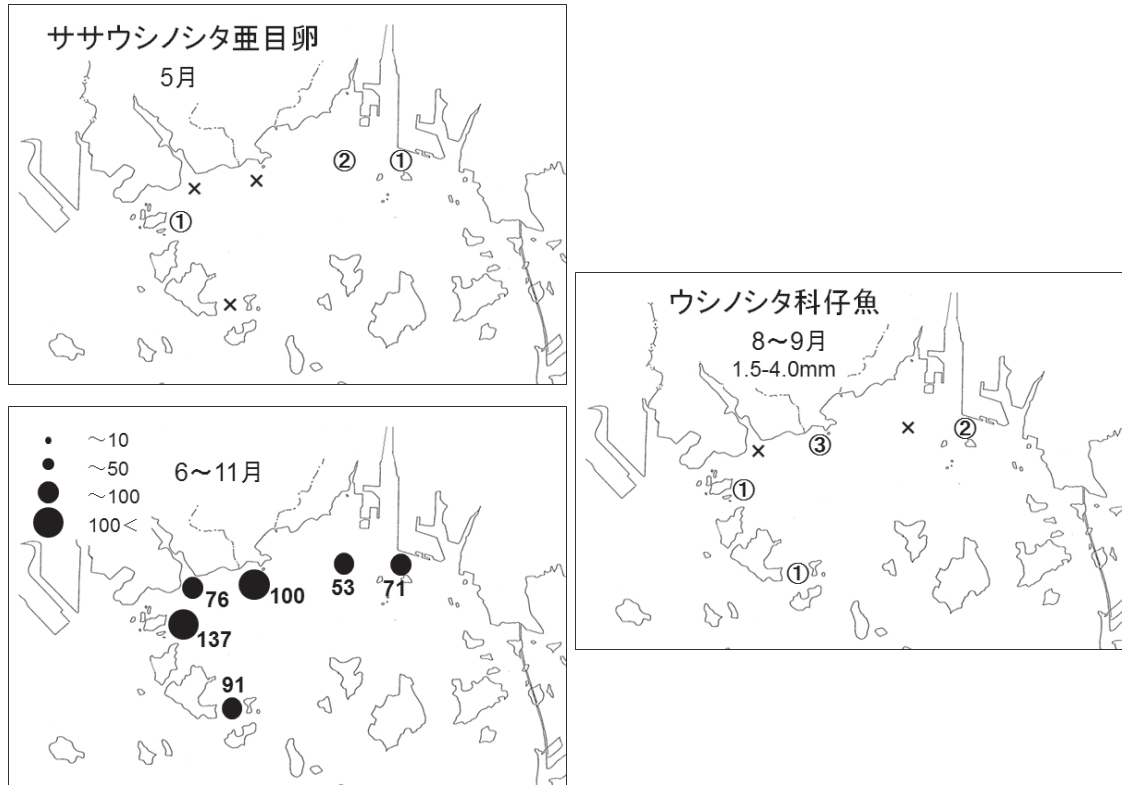 ササウシノシタ亜目卵
5月
② ①
× ×
①
×
～10
～50
～100
100＜
6～11月
53 71
76 100
137
91
ウシノシタ科仔魚
8～9月
1.5-4.0mm
× ②
× ③
①
①